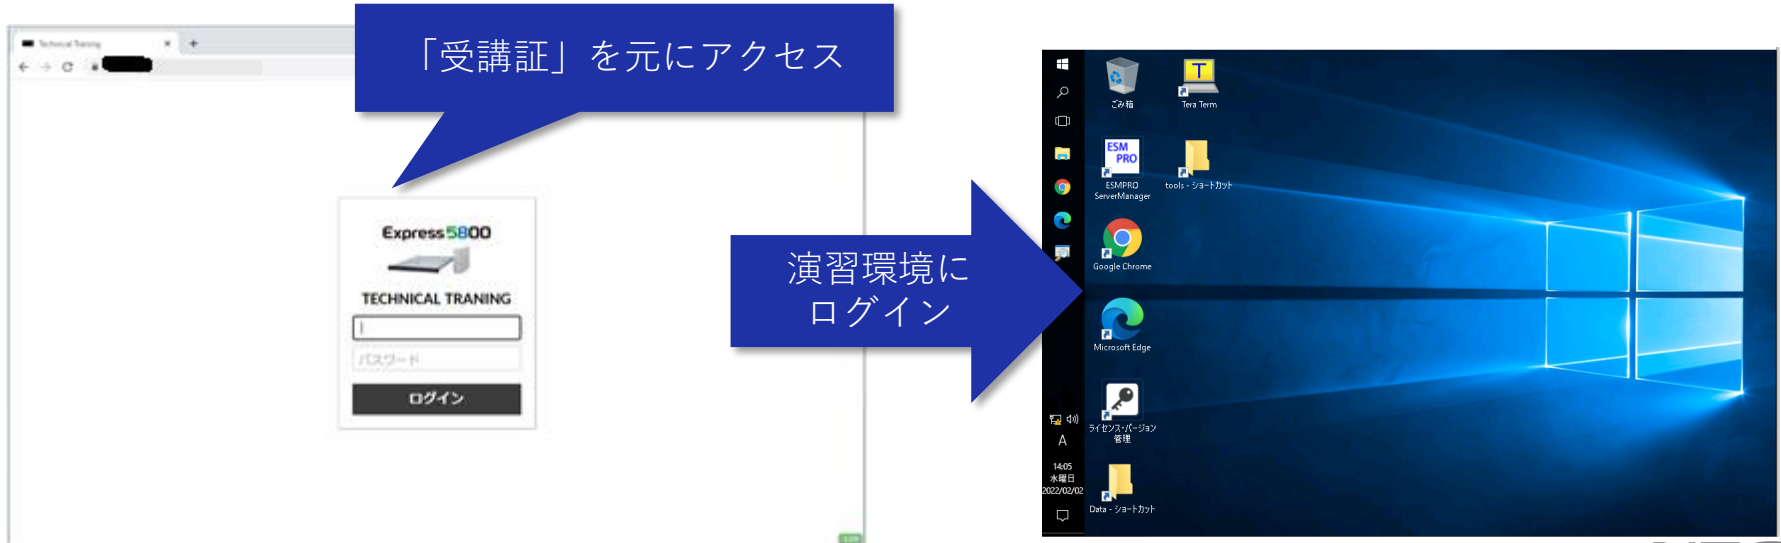 Technical Training
「受講証」を元にアクセス
Express5800
TECHNICAL TRANING
パスワード
ログイン
演習環境に
ログイン
ごみ箱
Tera Term
ESM
PRO
ESMPRO
ServerManager
tools - ショートカット
Google Chrome
Microsoft Edge
ライセンス・バージョン
管理
Data - ショートカット
A
14:05
水曜日
2022/02/02